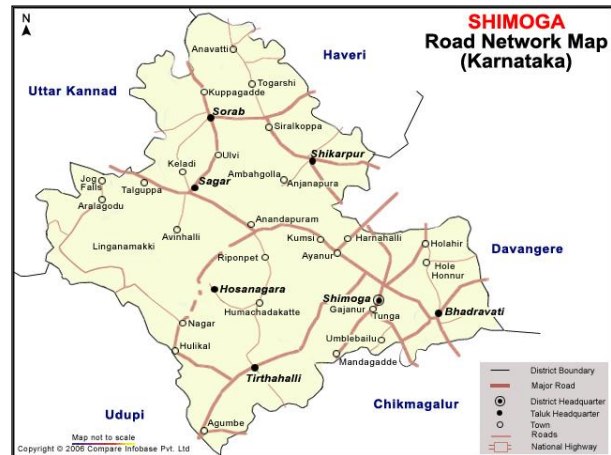 SHIMOGA
Road Network Map
(Karnataka)
N
Haveri
Uttar Kannad
Davangere
Chikmagalur
Udupi
Anavatti
Togarshi
Kuppagadde
Sorab
Siralkoppa
Ulvi
Shikarpur
Keladi
Ambahgolla
Jog
Falls
Talguppa
Sagar
Anjanapura
Aralagodu
Anandapuram
Avinhalli
Kumsi
Harnahalli
Linganamakki
Ayanur
Holahir
Riponpet
Hole
Honnur
Hosanagara
Shimoga
Humachadakatte
Gajanur
Tunga
Bhadravati
Nagar
Umblebailu
Hulikal
Mandagadde
Tirthahalli
Agumbe
District Boundary
Major Road
District Headquarter
Taluk Headquarter
Town
Roads
National Highway
Map not to scale
Copyright © 2006 Compare Infobase Pvt. Ltd